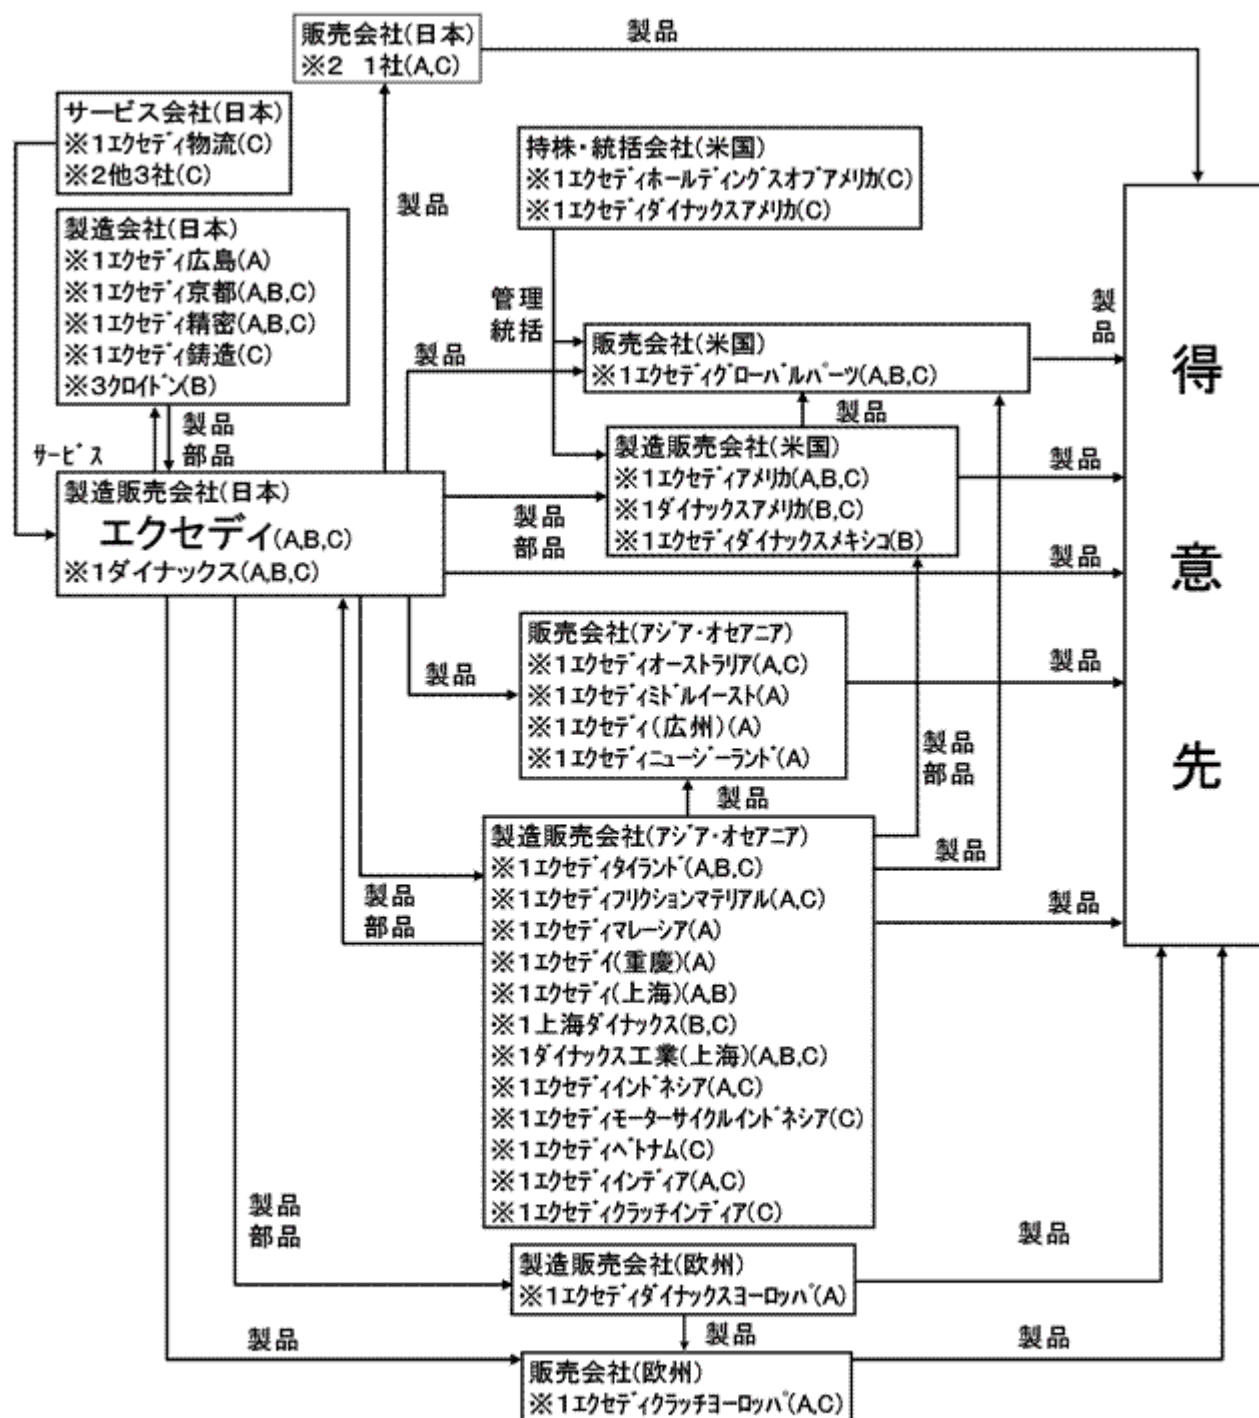 販売会社(日本)
※2 1社(A,C)
製品
サービス会社(日本)
※1エクセディ物流(C)
※2他3社(C)
持株・統括会社(米国)
※1エクセディホールディングスオブアメリカ(C)
※1エクセディダイナックスアメリカ(C)
製品
製造会社(日本)
※1エクセディ広島(A)
※1エクセディ京都(A,B,C)
※1エクセディ精密(A,B,C)
※1エクセディ鋳造(C)
※3クロイドン(B)
管理
統括
製品
販売会社(米国)
※1エクセディグローバルパーツ(A,B,C)
製品
得意先
製品
部品
サービス
製品
製造販売会社(米国)
※1エクセディアメリカ(A,B,C)
※1ダイナックスアメリカ(B,C)
※1エクセディダイナックスメキシコ(B)
製品
製造販売会社(日本)
エクセディ(A,B,C)
※1ダイナックス(A,B,C)
製品
部品
製品
販売会社(アジア・オセアニア)
※1エクセディオーストラリア(A,C)
※1エクセディミドルイースト(A)
※1エクセディ(広州)(A)
※1エクセディニュージーランド(A)
製品
製品
製品
部品
製品
製造販売会社(アジア・オセアニア)
※1エクセディタイランド(A,B,C)
※1エクセディフリクションマテリアル(A,C)
※1エクセディマレーシア(A)
※1エクセデイ(重慶)(A)
※1エクセディ(上海)(A,B)
※1上海ダイナックス(B,C)
※1ダイナックス工業(上海)(A,B,C)
※1エクセディインドネシア(A,C)
※1エクセディモーターサイクルインドネシア(C)
※1エクセディベトナム(C)
※1エクセディインディア(A,C)
※1エクセディクラッチインディア(C)
製品
製品
部品
製品
製品
部品
製造販売会社(欧州)
※1エクセディダイナックスヨーロッパ(A)
製品
製品
製品
製品
販売会社(欧州)
※1エクセディクラッチヨーロッパ(A,C)